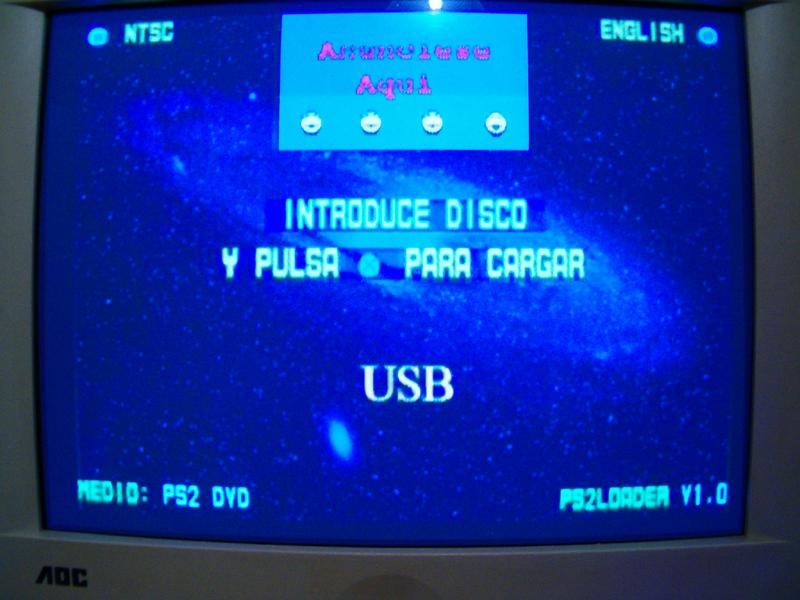 NTSC
ENGLISH
Anunciese
Aqui
INTRODUCE DISCO
Y PULSA PARA CARGAR
USB
MEDIO: PS2 DVD
PS2LOADER V1.0
AOC